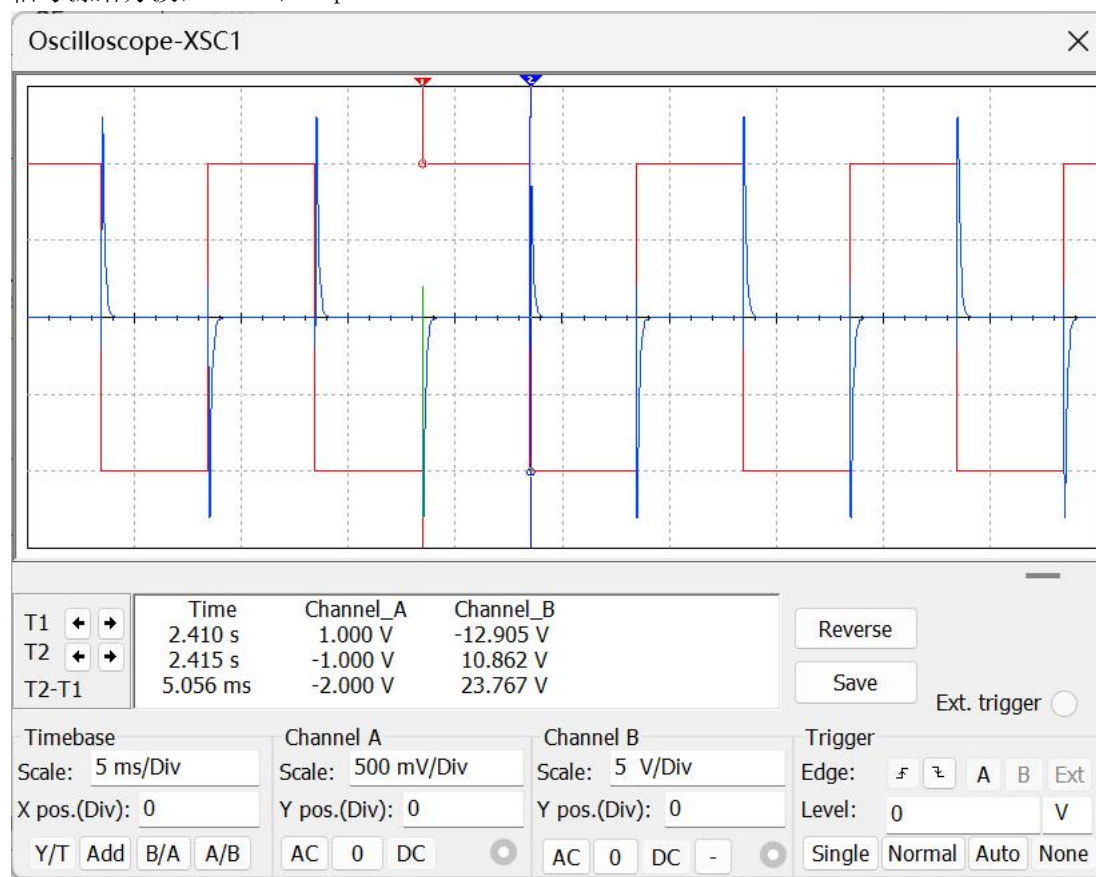 Oscilloscope-XSC1
1
2
Time Channel_A Channel_B
T1 2.410 s 1.000 V -12.905 V
T2 2.415 s -1.000 V 10.862 V
T2-T1 5.056 ms -2.000 V 23.767 V
Reverse
Save
Ext. trigger
Timebase
Scale: 5 ms/Div
X pos.(Div): 0
Y/T Add B/A A/B
Channel A
Scale: 500 mV/Div
Y pos.(Div): 0
AC 0 DC
Channel B
Scale: 5 V/Div
Y pos.(Div): 0
AC 0 DC -
Trigger
Edge: A B Ext
Level: 0 V
Single Normal Auto None